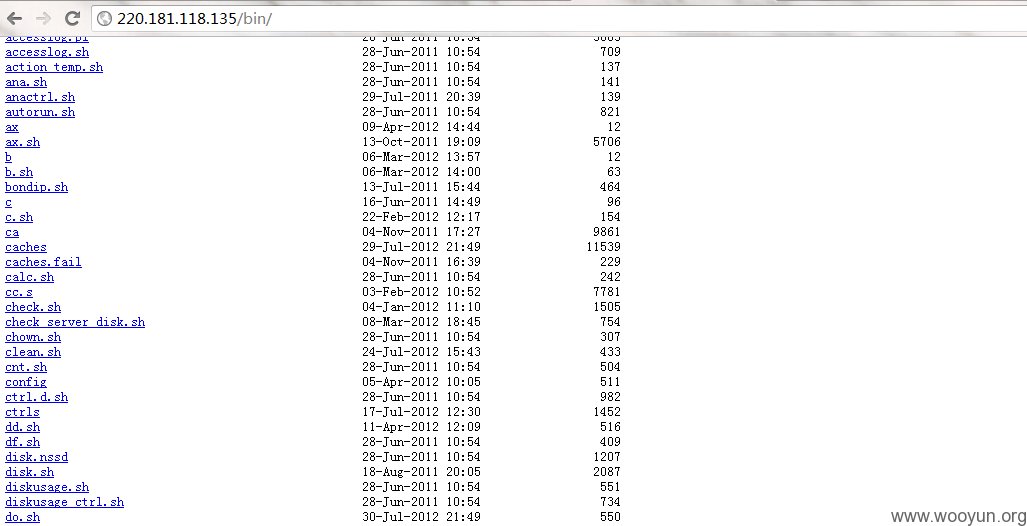 220.181.118.135/bin/
accesslog.pl
accesslog.sh 28-Jun-2011 10:54 709
action_temp.sh 28-Jun-2011 10:54 137
ana.sh 28-Jun-2011 10:54 141
anactrl.sh 29-Jul-2011 20:39 139
autorun.sh 28-Jun-2011 10:54 821
ax 09-Apr-2012 14:44 12
ax.sh 13-Oct-2011 19:09 5706
b 06-Mar-2012 13:57 12
b.sh 06-Mar-2012 14:00 63
bondip.sh 13-Jul-2011 15:44 464
c 16-Jun-2011 14:49 96
c.sh 22-Feb-2012 12:17 154
ca 04-Nov-2011 17:27 9861
caches 29-Jul-2012 21:49 11539
caches.fail 04-Nov-2011 16:39 229
calc.sh 28-Jun-2011 10:54 242
cc.s 03-Feb-2012 10:52 7781
check.sh 04-Jan-2012 11:10 1505
check_server_disk.sh 08-Mar-2012 18:45 754
chown.sh 28-Jun-2011 10:54 307
clean.sh 24-Jul-2012 15:43 433
cnt.sh 28-Jun-2011 10:54 504
config 05-Apr-2012 10:05 511
ctrl.d.sh 28-Jun-2011 10:54 982
ctrls 17-Jul-2012 12:30 1452
dd.sh 11-Apr-2012 12:09 516
df.sh 28-Jun-2011 10:54 409
disk.nssd 28-Jun-2011 10:54 1207
disk.sh 18-Aug-2011 20:05 2087
diskusage.sh 28-Jun-2011 10:54 551
diskusage_ctrl.sh 28-Jun-2011 10:54 734
do.sh 30-Jul-2012 21:49 550
www.wooyun.org